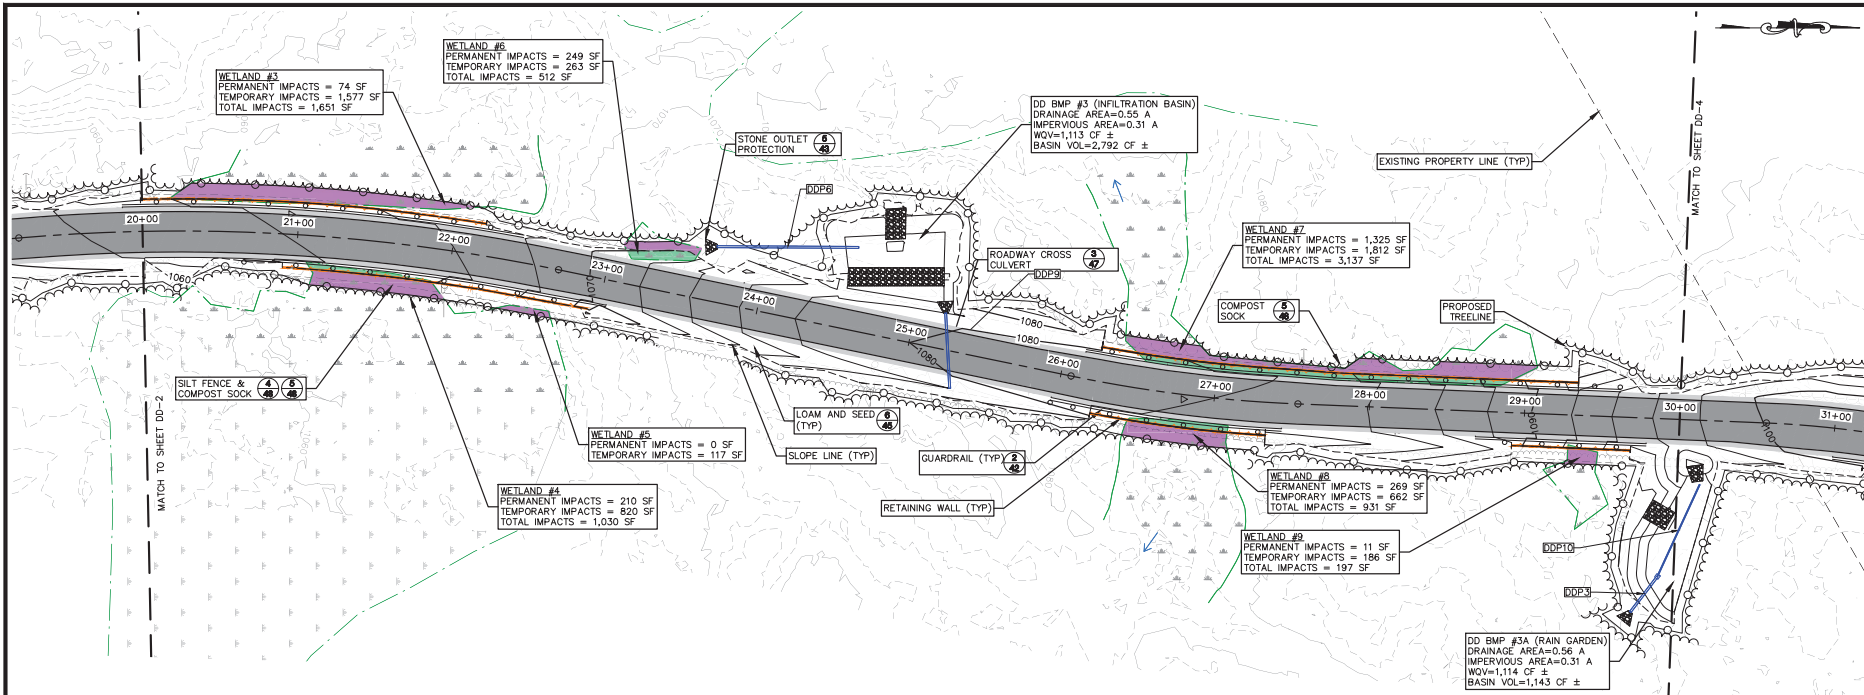 WETLAND #6
PERMANENT IMPACTS = 249 SF
TEMPORARY IMPACTS = 263 SF
TOTAL IMPACTS = 512 SF
WETLAND #3
PERMANENT IMPACTS = 74 SF
TEMPORARY IMPACTS = 1,577 SF
TOTAL IMPACTS = 1,651 SF
STONE OUTLET
PROTECTION
5
43
DD BMP #3 (INFILTRATION BASIN)
DRAINAGE AREA=0.55 A
IMPERVIOUS AREA=0.31 A
WQV=1,113 CF ±
BASIN VOL=2,792 CF ±
EXISTING PROPERTY LINE (TYP)
MATCH TO SHEET DD-4
DDP6
WETLAND #7
PERMANENT IMPACTS = 1,325 SF
TEMPORARY IMPACTS = 1,812 SF
TOTAL IMPACTS = 3,137 SF
ROADWAY CROSS
CULVERT
3
47
DDP9
COMPOST
SOCK
5
46
PROPOSED
TREELINE
20+00
21+00
22+00
23+00
24+00
25+00
26+00
27+00
28+00
29+00
30+00
31+00
1060
1070
1080
1080
1080
1090
1100
SILT FENCE &
COMPOST SOCK
4
5
46
MATCH TO SHEET DD-2
LOAM AND SEED
(TYP)
6
45
SLOPE LINE (TYP)
GUARDRAIL (TYP)
2
42
RETAINING WALL (TYP)
WETLAND #5
PERMANENT IMPACTS = 0 SF
TEMPORARY IMPACTS = 117 SF
WETLAND #4
PERMANENT IMPACTS = 210 SF
TEMPORARY IMPACTS = 820 SF
TOTAL IMPACTS = 1,030 SF
WETLAND #8
PERMANENT IMPACTS = 269 SF
TEMPORARY IMPACTS = 662 SF
TOTAL IMPACTS = 931 SF
WETLAND #9
PERMANENT IMPACTS = 11 SF
TEMPORARY IMPACTS = 186 SF
TOTAL IMPACTS = 197 SF
DDP10
DDP3
DD BMP #3A (RAIN GARDEN)
DRAINAGE AREA=0.56 A
IMPERVIOUS AREA=0.31 A
WQV=1,114 CF ±
BASIN VOL=1,143 CF ±